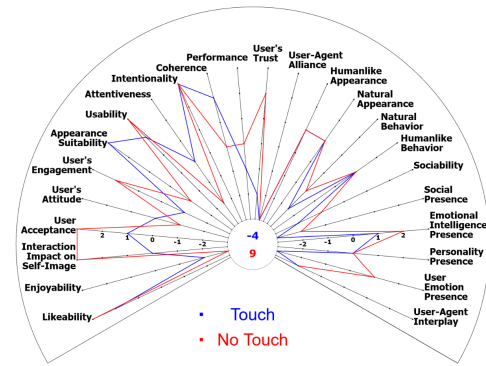 User's
Trust
Performance
User-Agent
Alliance
Coherence
Humanlike
Appearance
Intentionality
Natural
Appearance
Attentiveness
Natural
Behavior
Usability
Humanlike
Behavior
Appearance
Suitability
Sociability
User's
Engagement
Social
Presence
User's
Attitude
Emotional
Intelligence
Presence
User
Acceptance
2 1 0 -1 -2
-4
-2 -1 0 1 2
Interaction
Impact on
Self-Image
9
Personality
Presence
Enjoyability
User
Emotion
Presence
Likeability
User-Agent
Interplay
Touch
No Touch